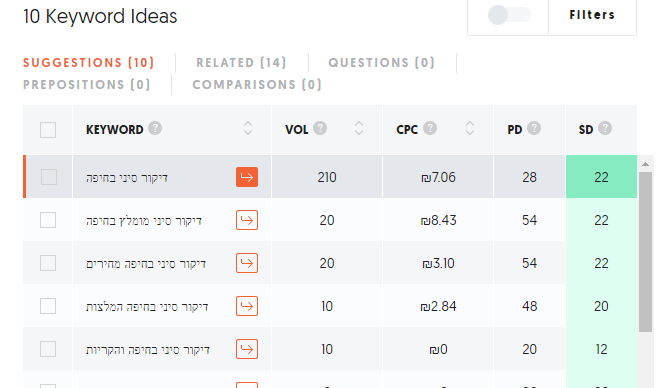 10 Keyword Ideas
Filters
SUGGESTIONS (10) RELATED (14) QUESTIONS (0)
PREPOSITIONS (0) COMPARISONS (0)
KEYWORD ? VOL ? CPC ? PD ? SD ?
דיקור סיני בחיפה 210 ₪7.06 28 22
דיקור סיני מומלץ בחיפה 20 ₪8.43 54 22
דיקור סיני בחיפה מחירים 20 ₪3.10 54 22
דיקור סיני בחיפה המלצות 10 ₪2.84 48 20
דיקור סיני בחיפה והקריות 10 ₪0 20 12